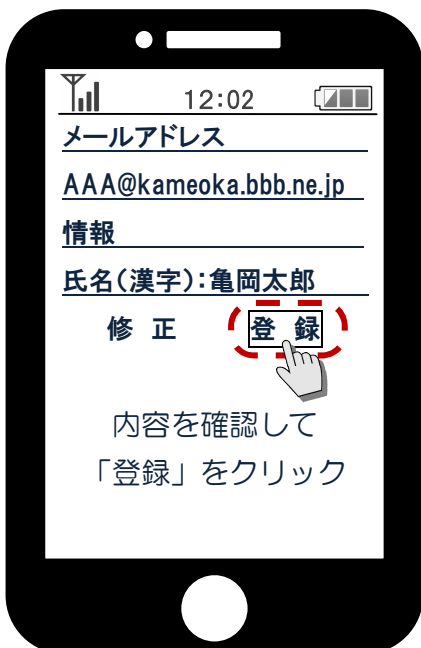 12:02
メールアドレス
AAA@kameoka.bbb.ne.jp
情報
氏名(漢字):亀岡太郎
修 正 登 録
内容を確認して
「登録」をクリック